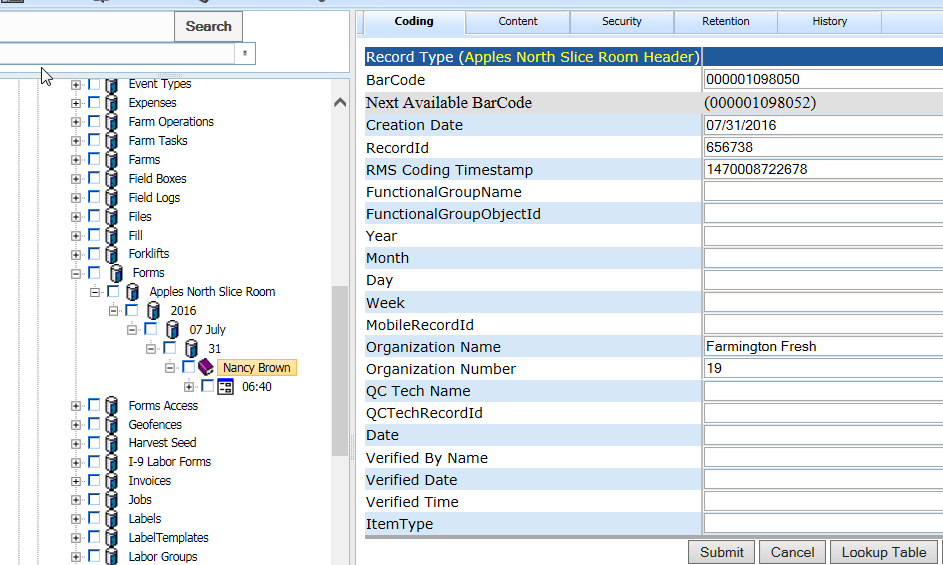 Search
*
Event Types
Expenses
Farm Operations
Farm Tasks
Farms
Field Boxes
Field Logs
Files
Fill
Forklifts
Forms
Apples North Slice Room
2016
07 July
31
Nancy Brown
06:40
Forms Access
Geofences
Harvest Seed
I-9 Labor Forms
Invoices
Jobs
Labels
LabelTemplates
Labor Groups
Coding Content Security Retention History
Record Type (Apples North Slice Room Header)
BarCode 000001098050
Next Available BarCode (000001098052)
Creation Date 07/31/2016
RecordId 656738
RMS Coding Timestamp 1470008722678
FunctionalGroupName
FunctionalGroupObjectId
Year
Month
Day
Week
MobileRecordId
Organization Name Farmington Fresh
Organization Number 19
QC Tech Name
QCTechRecordId
Date
Verified By Name
Verified Date
Verified Time
ItemType
Submit Cancel Lookup Table